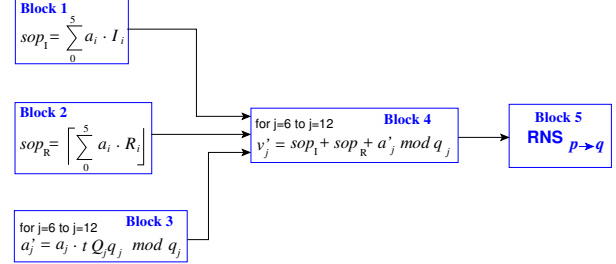 Block 1
sop_I = ∑_0^5 a_i · I_i
Block 2
sop_R = ⌈∑_0^5 a_i · R_i⌋
for j=6 to j=12 Block 3
a'_j = a_j · t Q_j q_j mod q_j
for j=6 to j=12 Block 4
v'_j = sop_I + sop_R + a'_j mod q_j
Block 5
RNS p→q